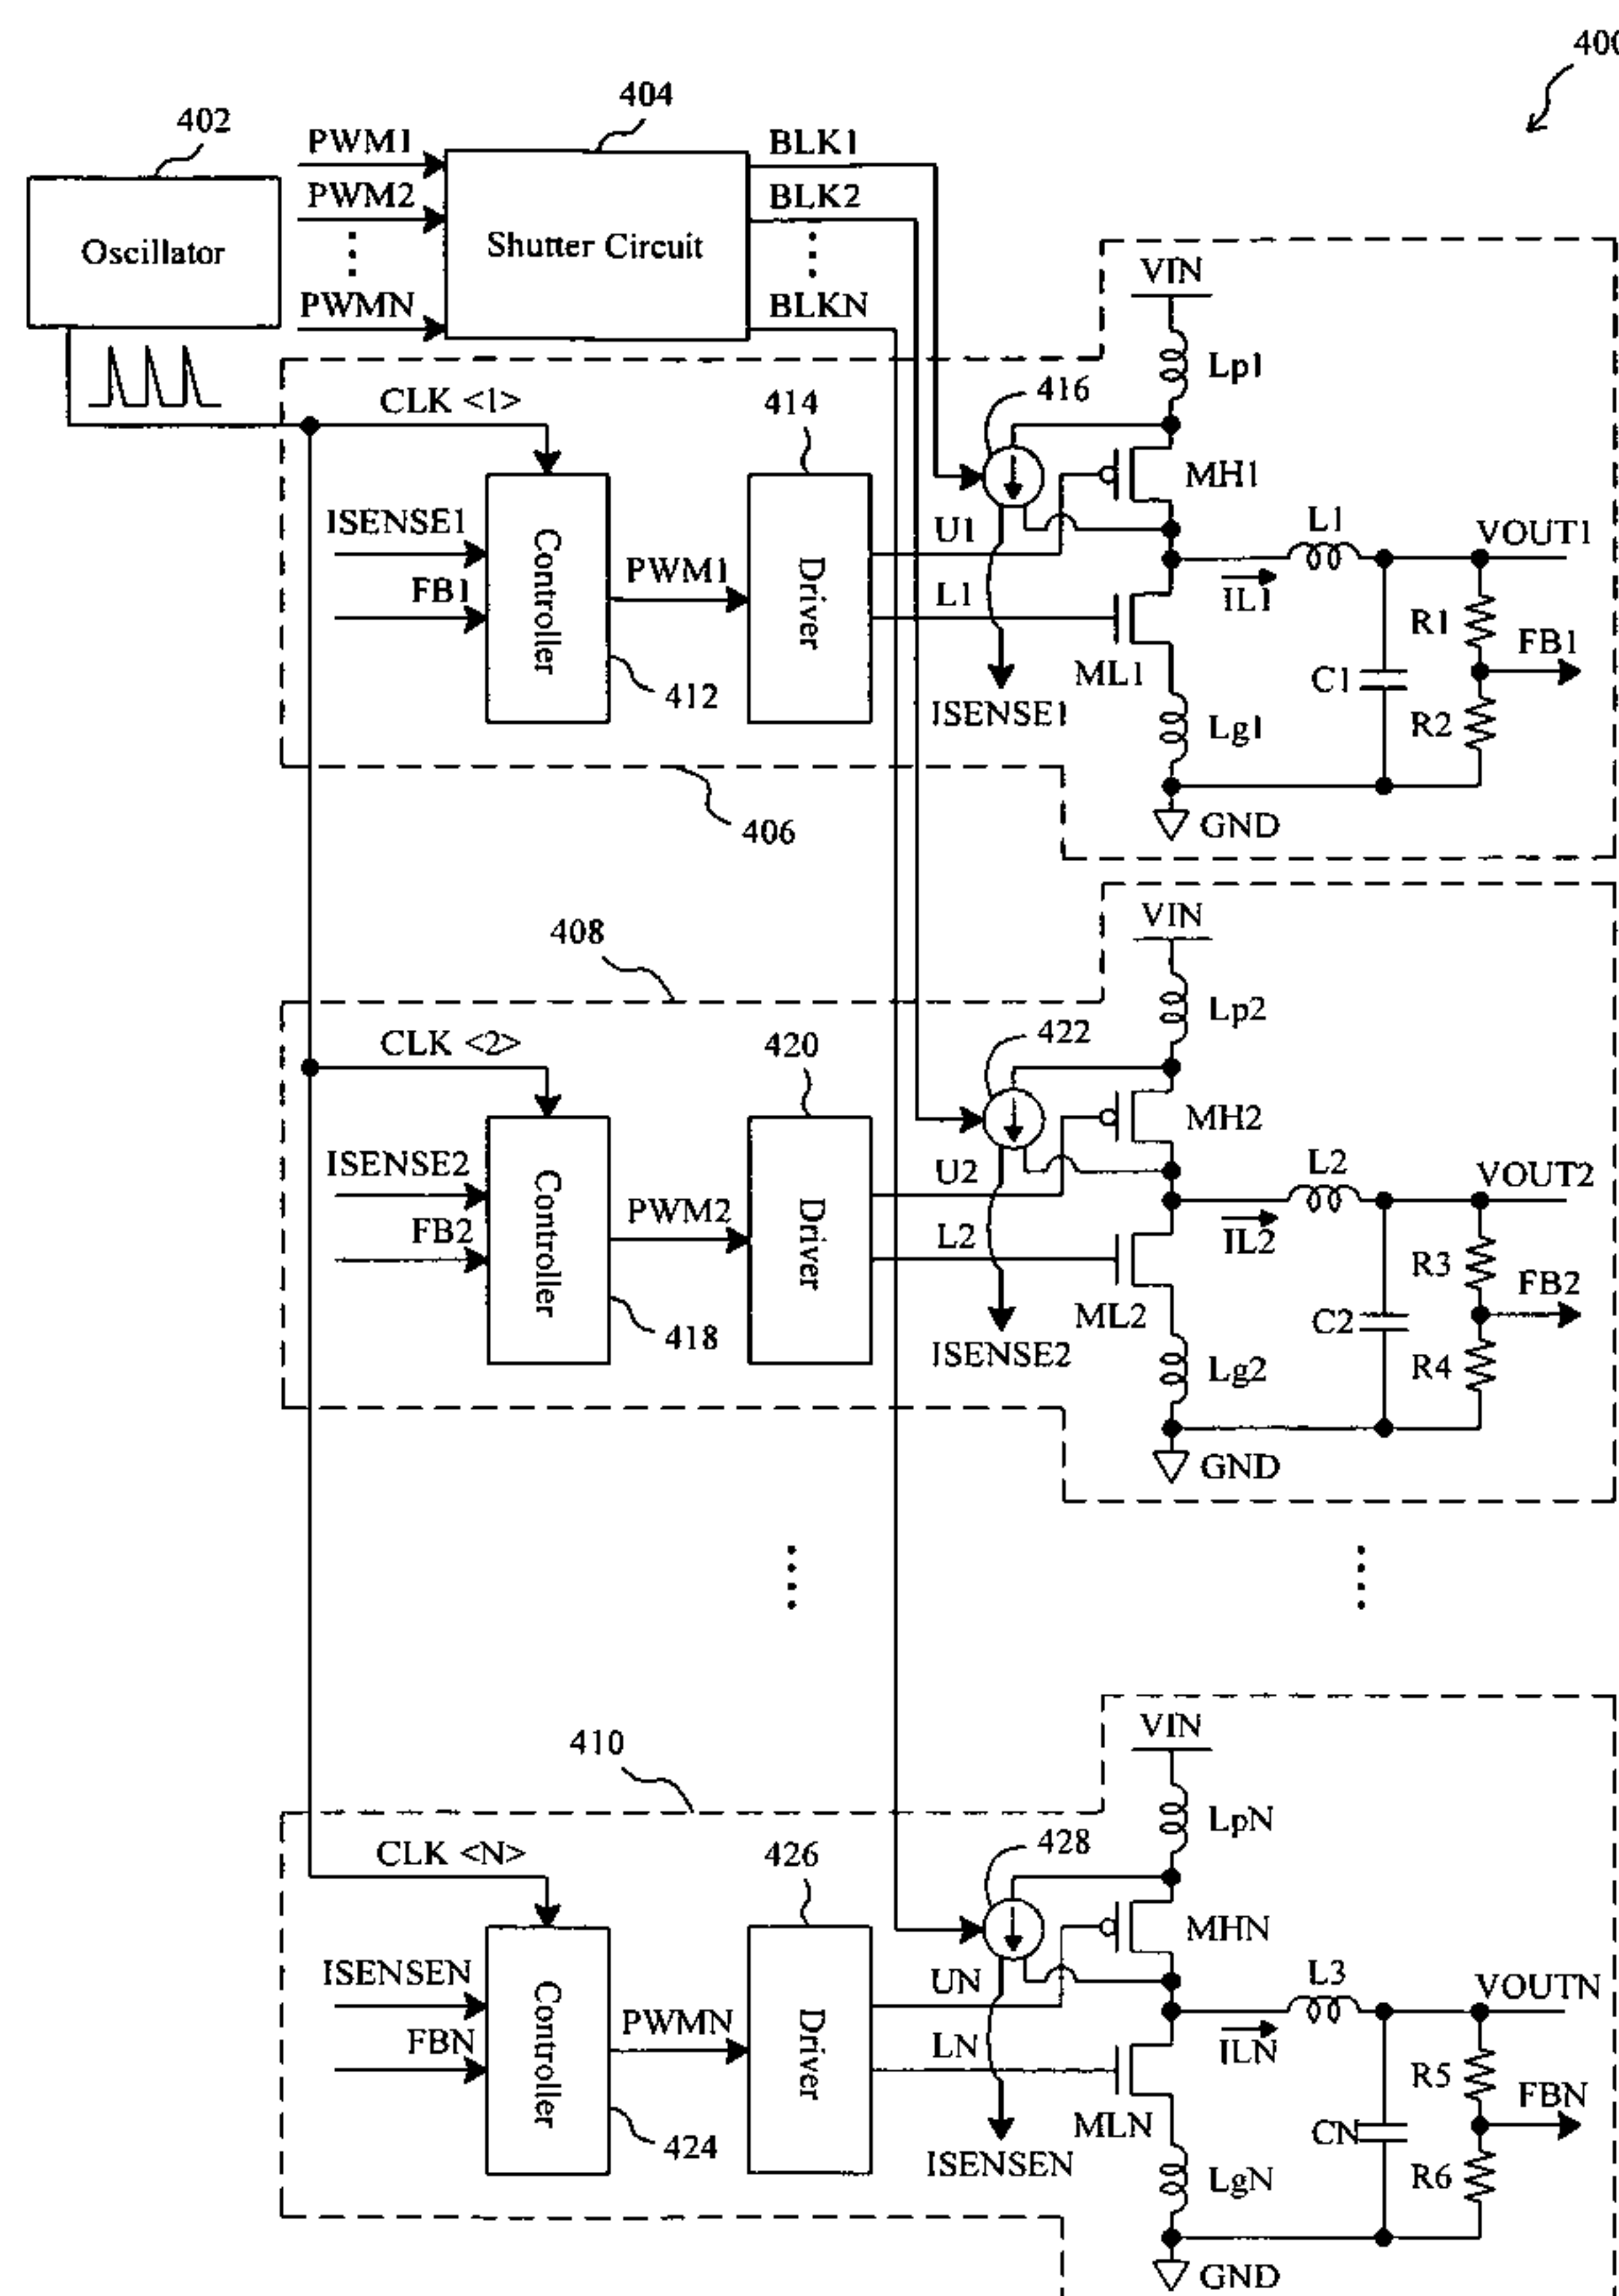 400
402
404
PWM1
BLK1
PWM2
BLK2
Oscillator
Shutter Circuit
PWMN
BLKN
VIN
Lp1
CLK <1>
414
416
MH1
ISENSE1
Controller
Driver
U1
L1
VOUT1
FB1
PWM1
L1
IL1
R1
FB1
412
ML1
C1
ISENSE1
Lg1
R2
406
GND
408
VIN
Lp2
CLK <2>
420
422
MH2
ISENSE2
Controller
Driver
U2
L2
VOUT2
FB2
PWM2
L2
IL2
R3
FB2
418
ML2
C2
ISENSE2
Lg2
R4
GND
410
VIN
LpN
CLK <N>
426
428
MHN
ISENSEN
Controller
Driver
UN
L3
VOUTN
FBN
PWMN
LN
ILN
R5
FBN
424
MLN
CN
ISENSEN
LgN
R6
GND